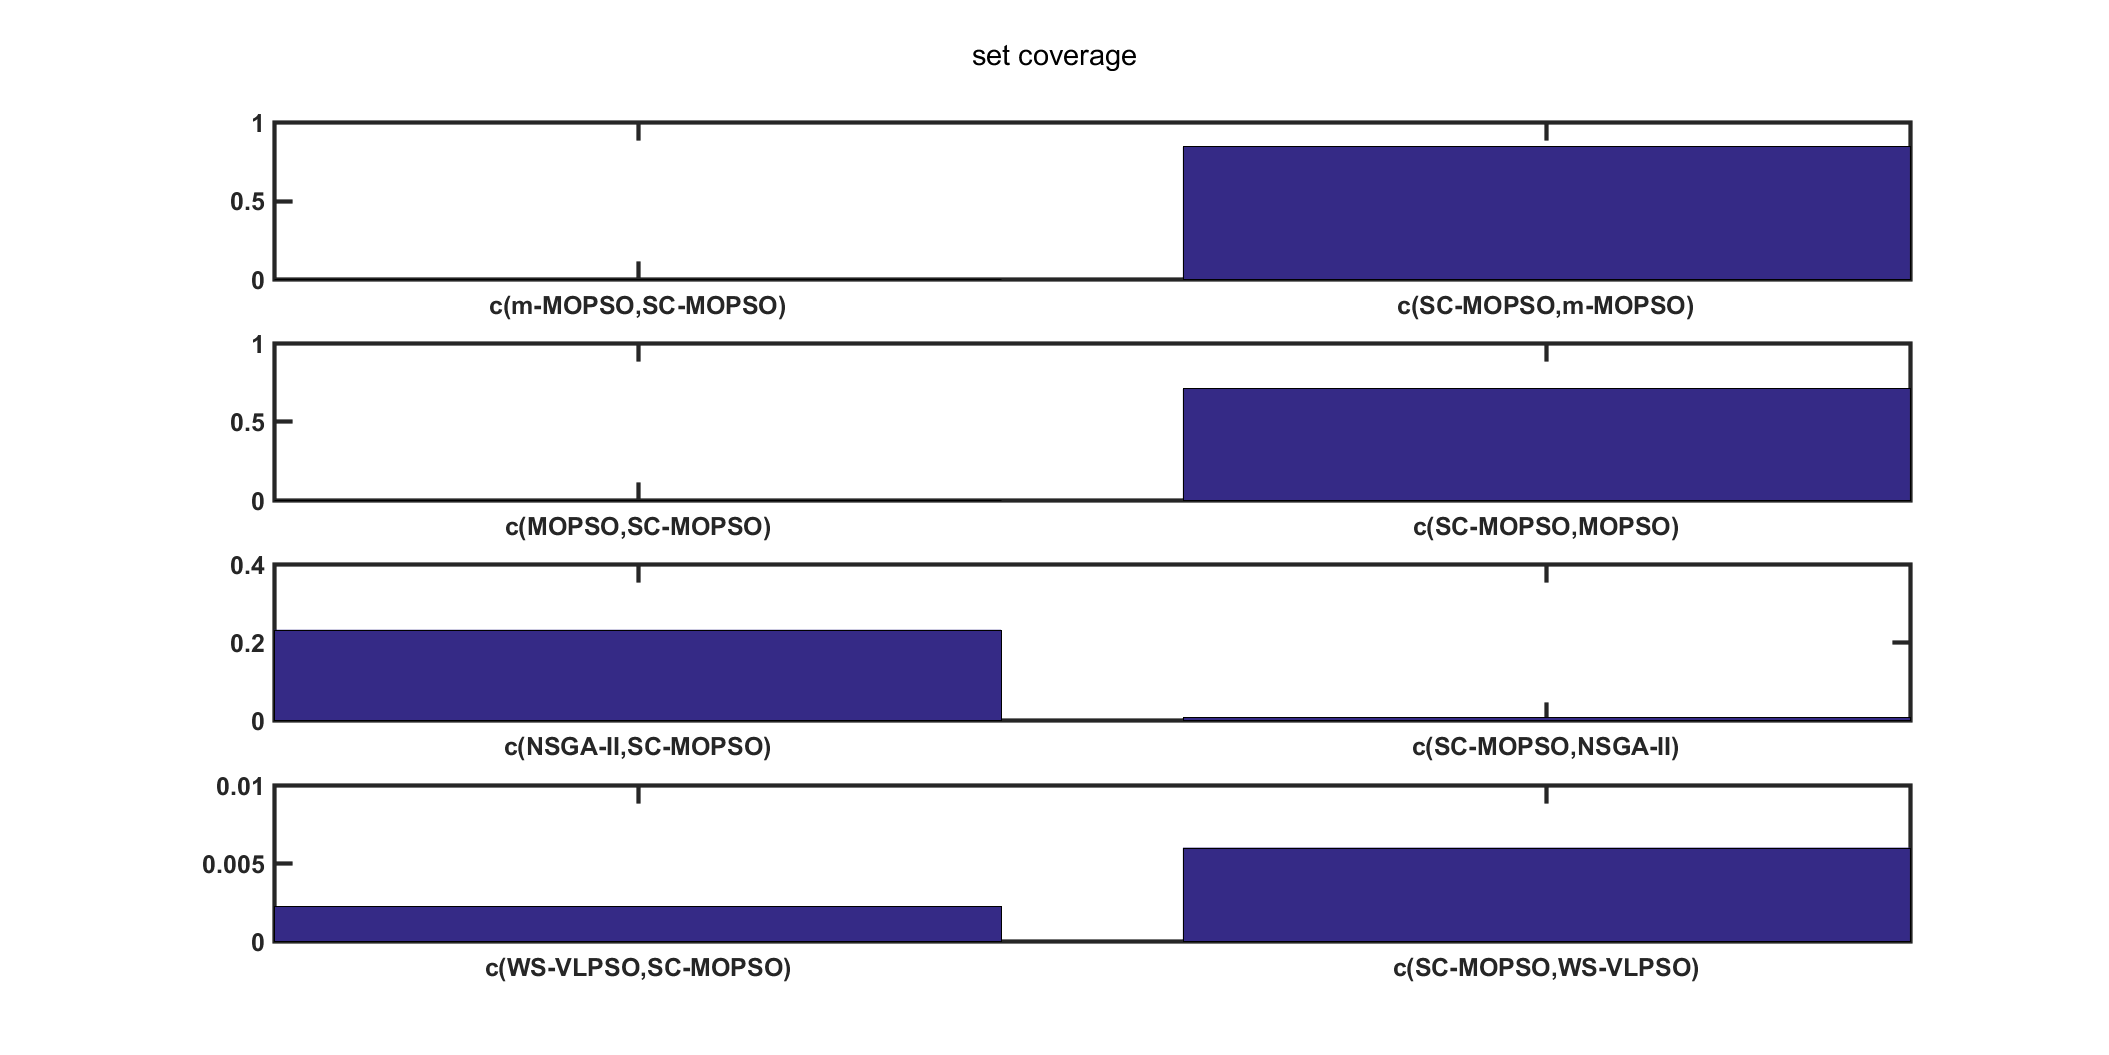 set coverage
1
0.5
0
c(m-MOPSO,SC-MOPSO) c(SC-MOPSO,m-MOPSO)
1
0.5
0
c(MOPSO,SC-MOPSO) c(SC-MOPSO,MOPSO)
0.4
0.2
0
c(NSGA-II,SC-MOPSO) c(SC-MOPSO,NSGA-II)
0.01
0.005
0
c(WS-VLPSO,SC-MOPSO) c(SC-MOPSO,WS-VLPSO)